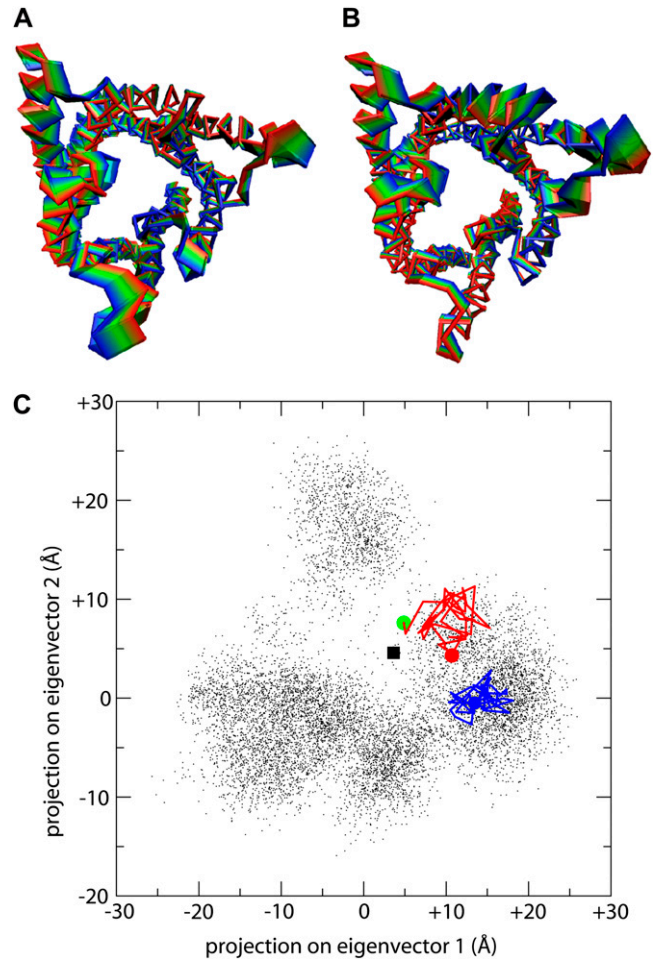 A
B
C
+30
+20
+10
0
-10
-20
-30
-20
-10
0
+10
+20
+30
projection on eigenvector 2 (Å)
projection on eigenvector 1 (Å)